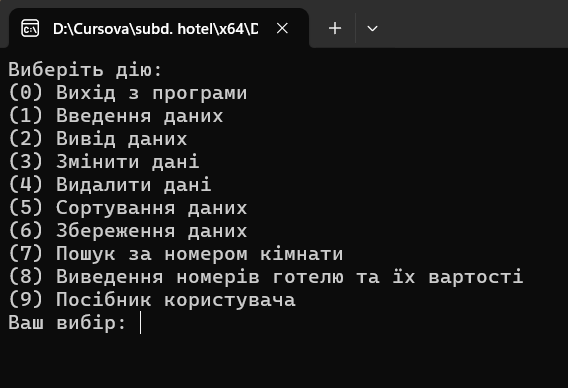 D:\Cursova\subd. hotel\x64\D
Виберіть дію:
(0) Вихід з програми
(1) Введення даних
(2) Вивід даних
(3) Змінити дані
(4) Видалити дані
(5) Сортування даних
(6) Збереження даних
(7) Пошук за номером кімнати
(8) Виведення номерів готелю та їх вартості
(9) Посібник користувача
Ваш вибір: